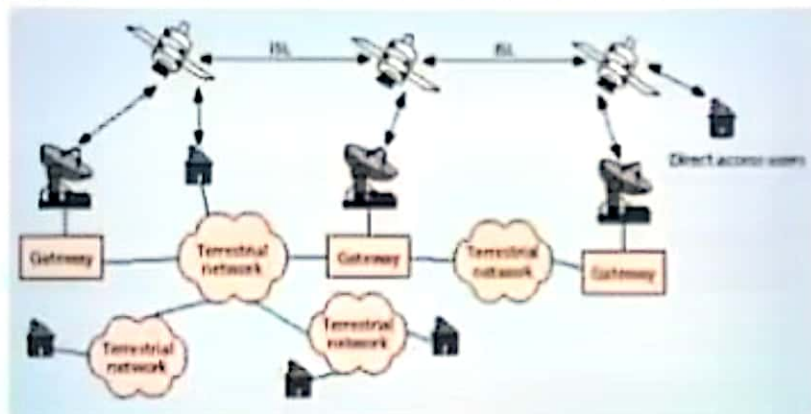 ISL
ISL
Direct access users
Gateway
Terrestrial
network
Gateway
Terrestrial
network
Gateway
Terrestrial
network
Terrestrial
network